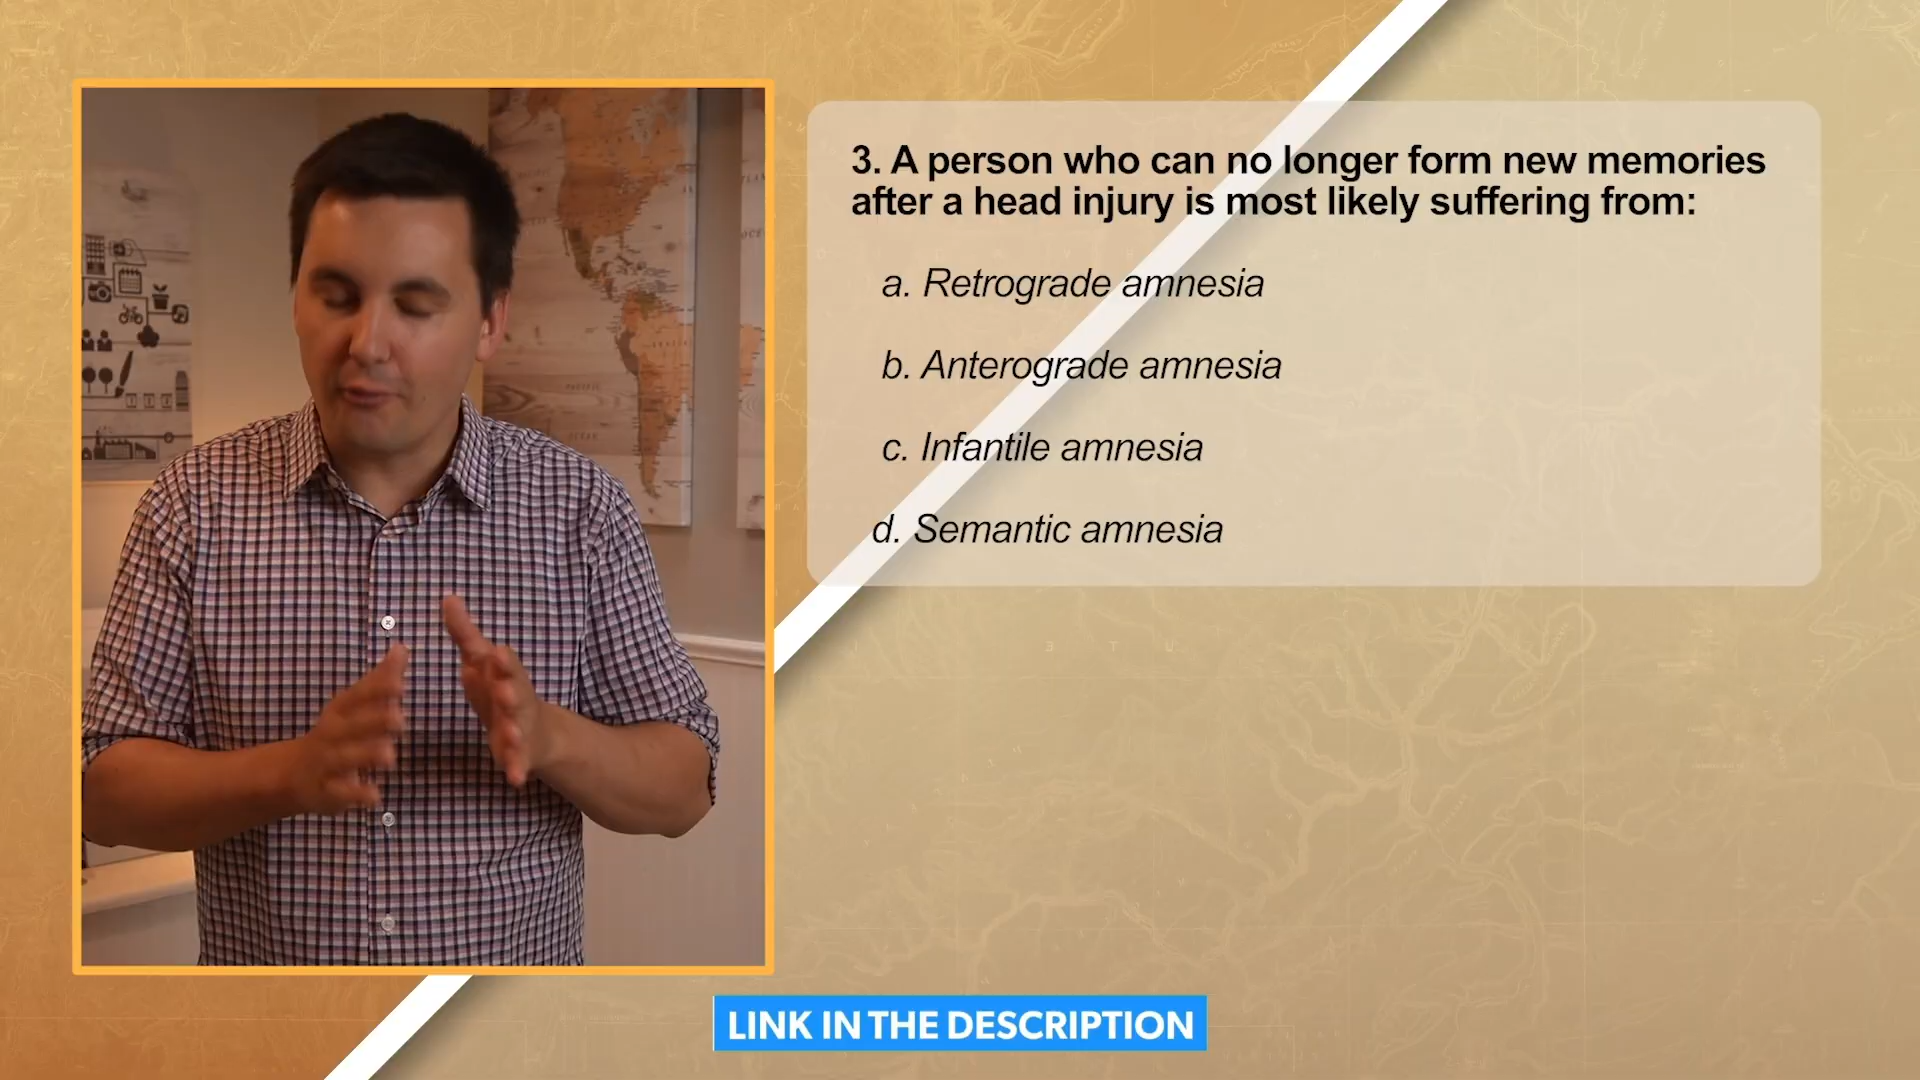 3. A person who can no longer form new memories
after a head injury is most likely suffering from:
a. Retrograde amnesia
b. Anterograde amnesia
c. Infantile amnesia
d. Semantic amnesia
LINK IN THE DESCRIPTION